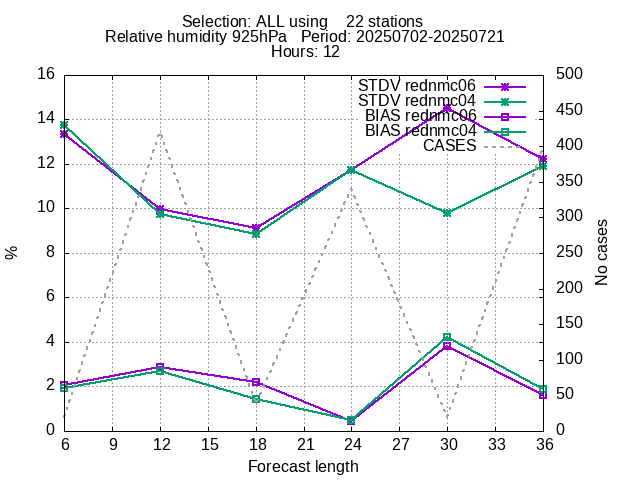 Selection: ALL using    22 stations
Relative humidity 925hPa   Period: 20250702-20250721
Hours: 12
STDV rednmc06
STDV rednmc04
BIAS rednmc06
BIAS rednmc04
CASES
16
14
12
10
8
6
4
2
0
%
500
450
400
350
300
250
200
150
100
50
0
No cases
6 9 12 15 18 21 24 27 30 33 36
Forecast length